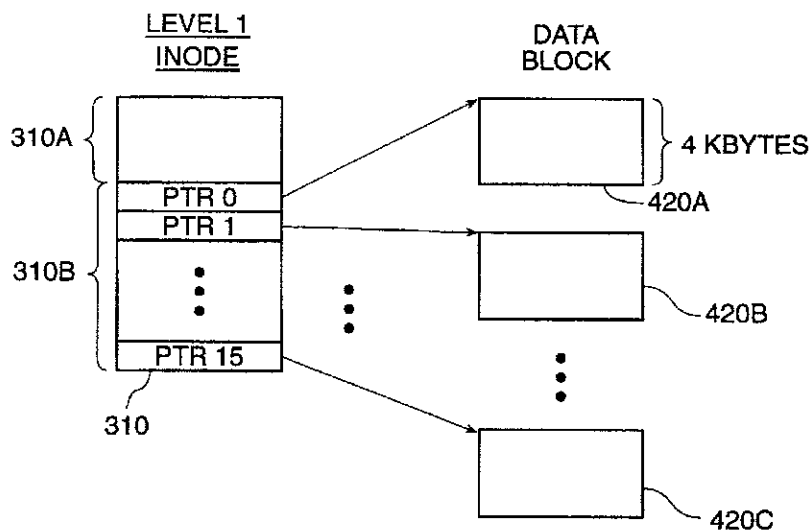 LEVEL 1
INODE
DATA
BLOCK
310A
4 KBYTES
PTR 0
420A
PTR 1
310B
420B
PTR 15
310
420C